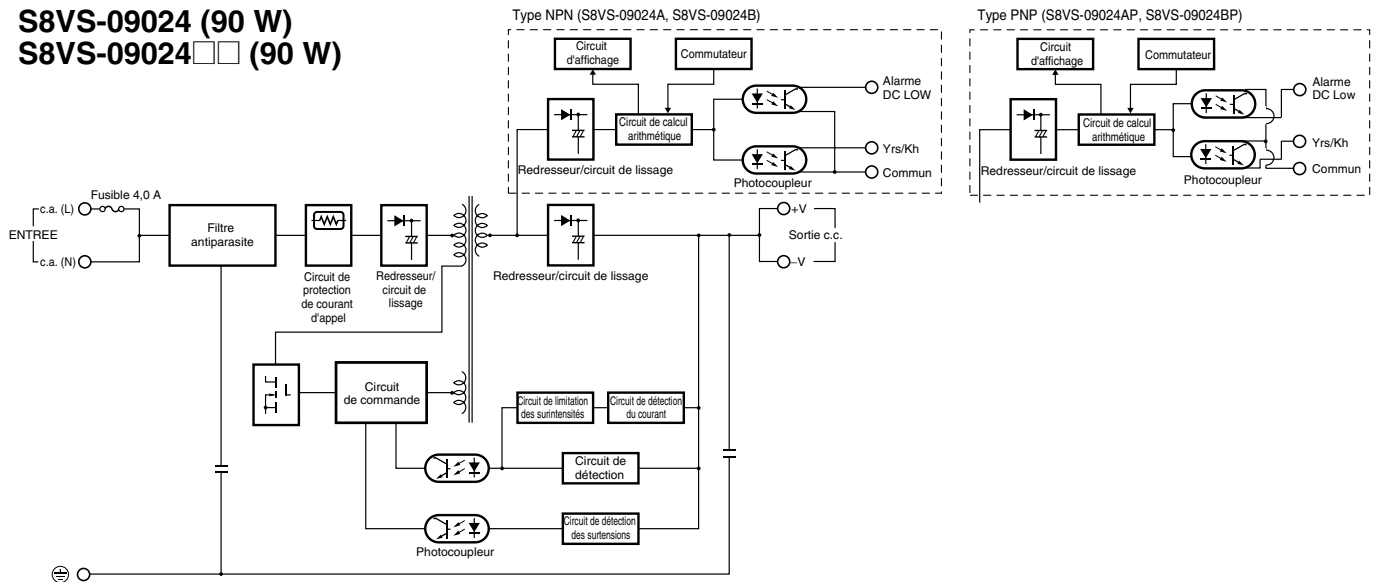 S8VS-09024 (90 W)
S8VS-09024□□ (90 W)
Type NPN (S8VS-09024A, S8VS-09024B)
Circuit
d'affichage
Commutateur
Alarme
DC LOW
Circuit de calcul
arithmétique
Yrs/Kh
Redresseur/circuit de lissage
Commun
Photocoupleur
Type PNP (S8VS-09024AP, S8VS-09024BP)
Circuit
d'affichage
Commutateur
Alarme
DC Low
Circuit de calcul
arithmétique
Yrs/Kh
Redresseur/circuit de lissage
Commun
Photocoupleur
Fusible 4,0 A
c.a. (L)
ENTREE
c.a. (N)
Filtre
antiparasite
Circuit de
protection
de courant
d'appel
Redresseur/
circuit de
lissage
Redresseur/circuit de lissage
+V
Sortie c.c.
–V
Circuit
de commande
Circuit de limitation
des surintensités
Circuit de détection
du courant
Circuit de
détection
Circuit de détection
des surtensions
Photocoupleur